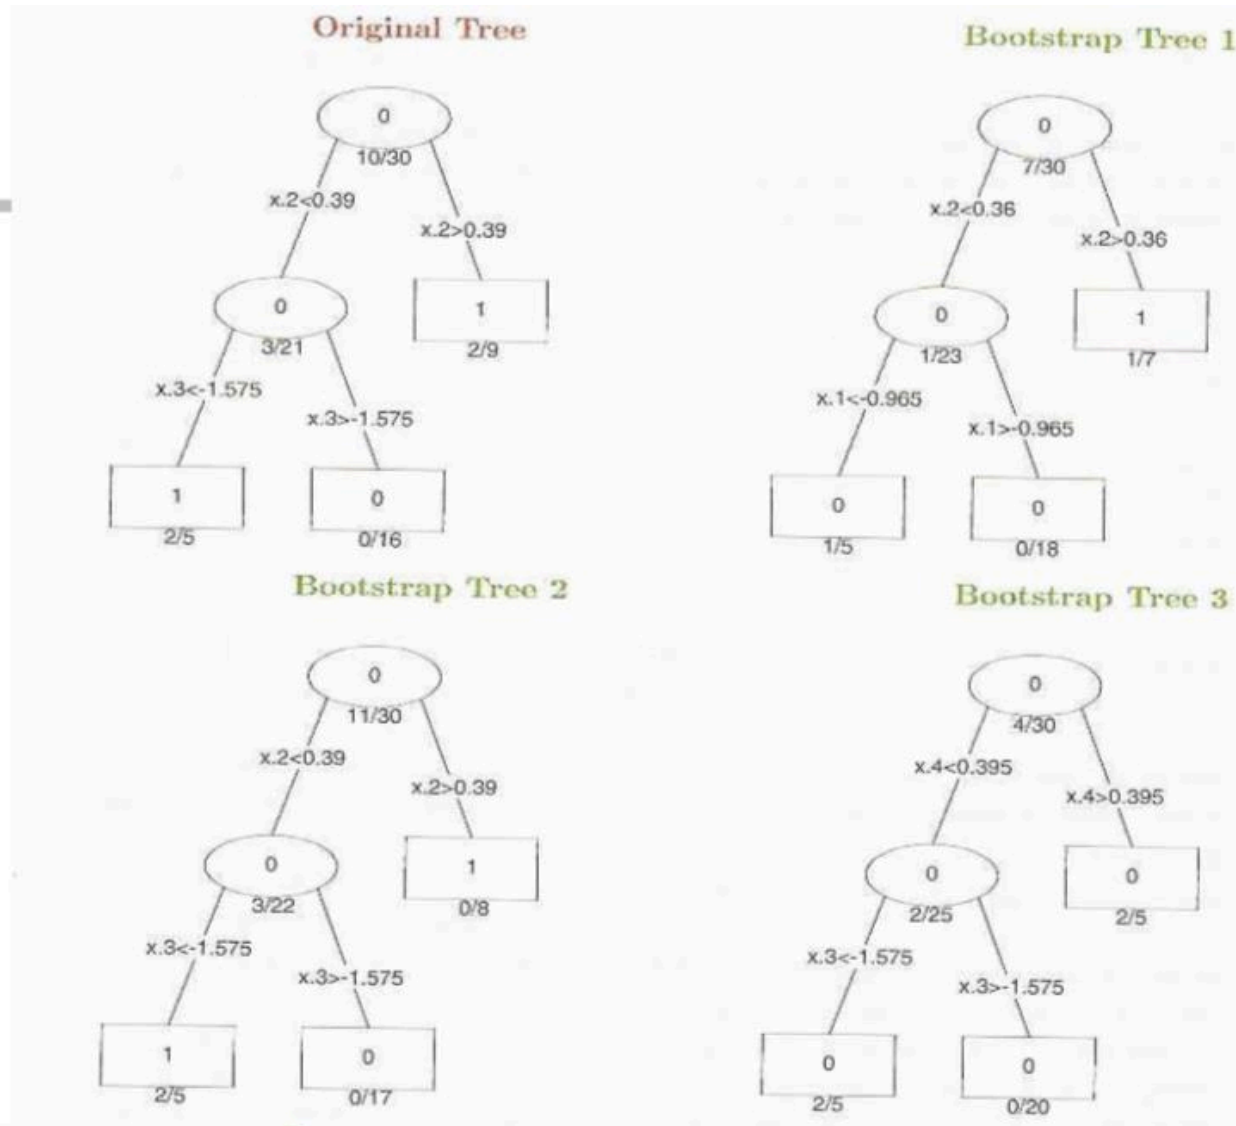 Original Tree
0
10/30
x.2<0.39
x.2>0.39
0
3/21
1
2/9
x.3<-1.575
x.3>-1.575
1
2/5
0
0/16
Bootstrap Tree 1
0
7/30
x.2<0.36
x.2>0.36
0
1/23
1
1/7
x.1<-0.965
x.1>-0.965
0
1/5
0
0/18
Bootstrap Tree 2
0
11/30
x.2<0.39
x.2>0.39
0
3/22
1
0/8
x.3<-1.575
x.3>-1.575
1
2/5
0
0/17
Bootstrap Tree 3
0
4/30
x.4<0.395
x.4>0.395
0
2/25
0
2/5
x.3<-1.575
x.3>-1.575
0
2/5
0
0/20